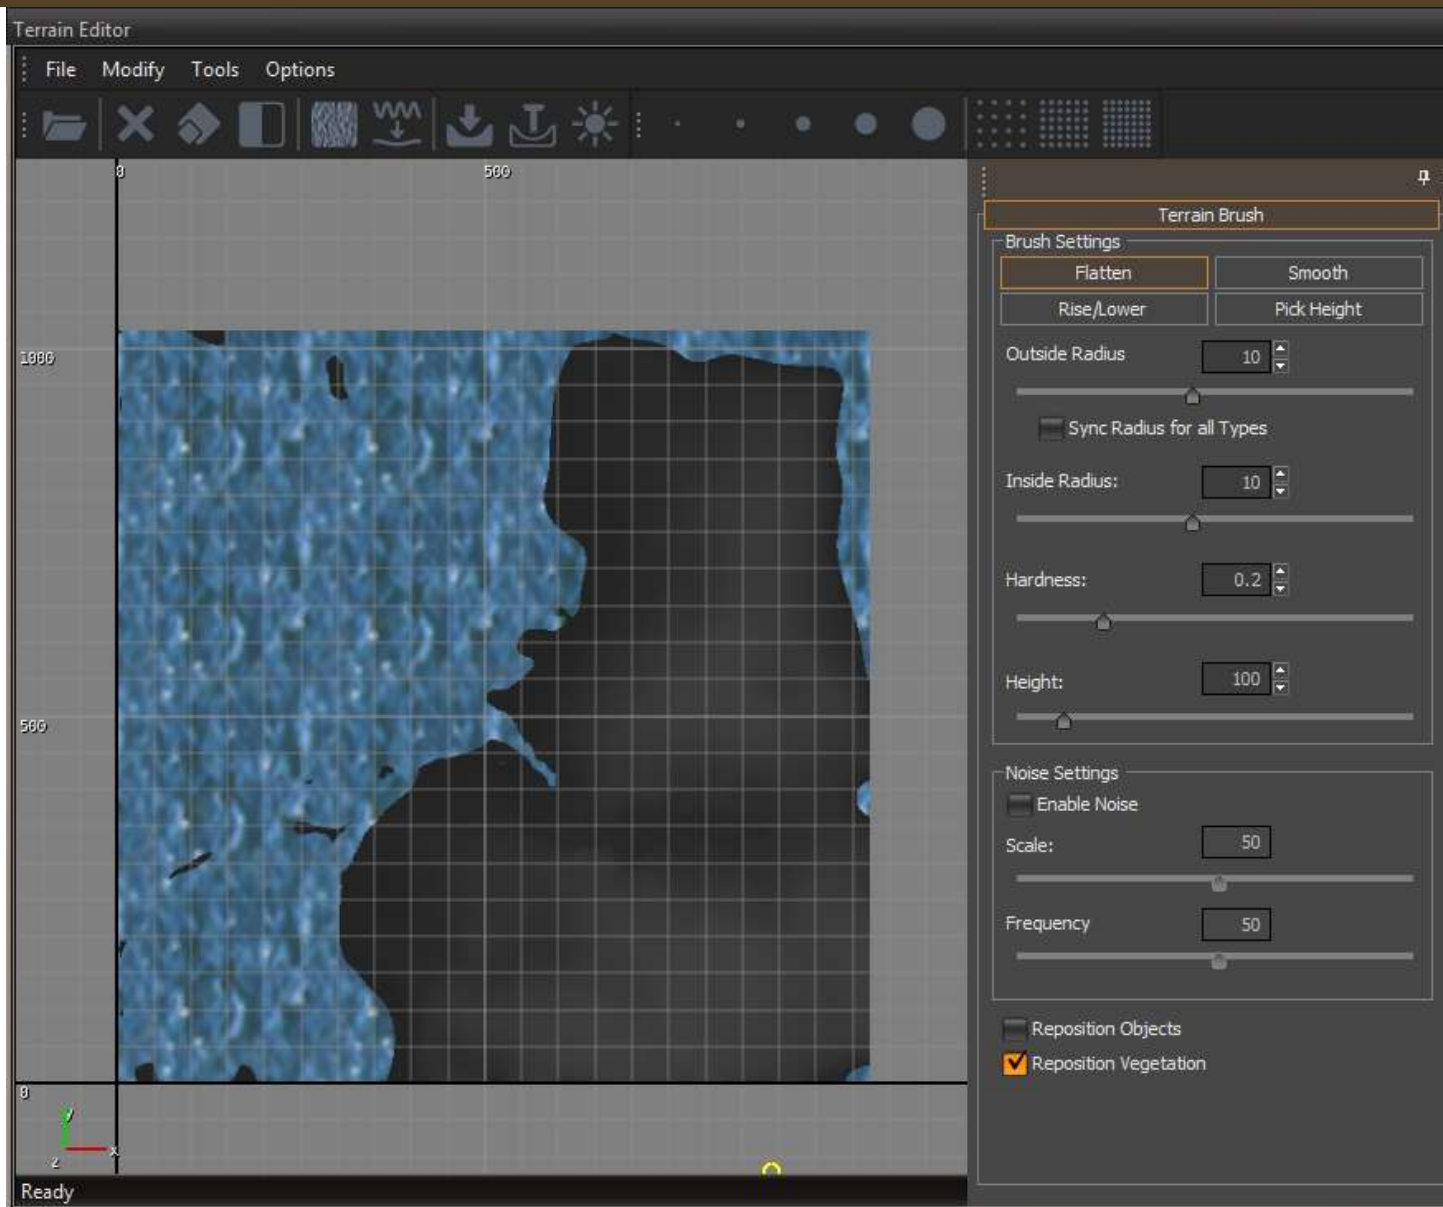 Terrain Editor
File Modify Tools Options
0 500
Terrain Brush
Brush Settings
Flatten Smooth
Rise/Lower Pick Height
1000
Outside Radius 10
Sync Radius for all Types
Inside Radius: 10
Hardness: 0.2
Height: 100
500
Noise Settings
Enable Noise
Scale: 50
Frequency 50
Reposition Objects
Reposition Vegetation
0
y
x
z
Ready